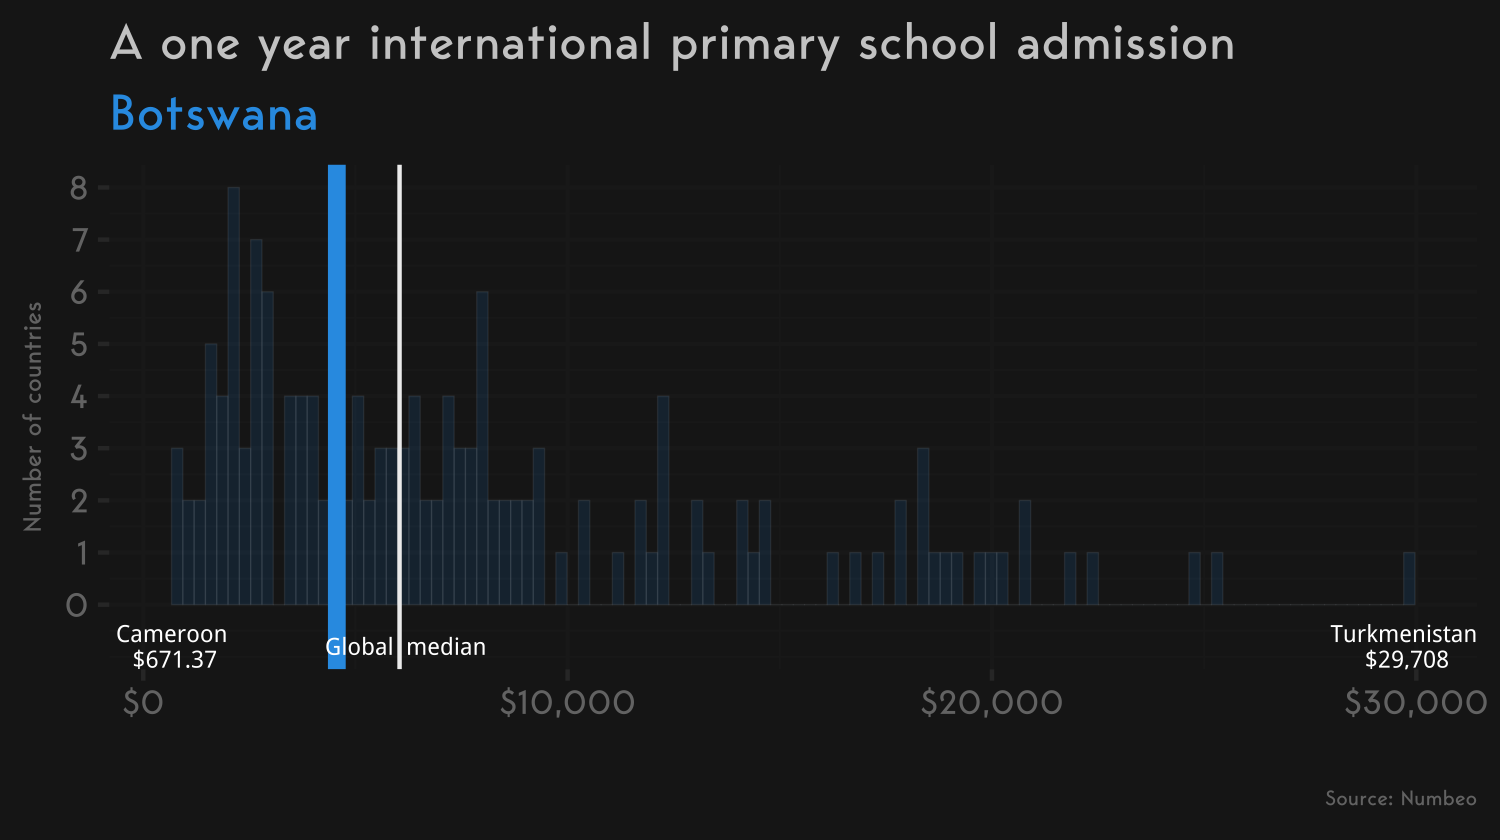 A one year international primary school admission
Botswana
Number of countries
8
7
6
5
4
3
2
1
0
Cameroon
$671.37
Global median
Turkmenistan
$29,708
$0 $10,000 $20,000 $30,000
Source: Numbeo